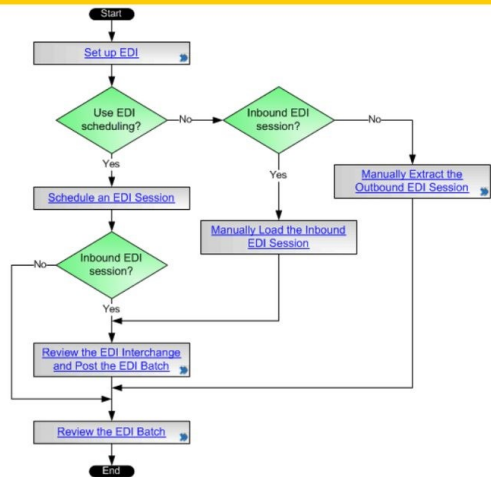 Start
Set up EDI
Use EDI
scheduling?
No
Inbound EDI
session?
No
Yes
Yes
Manually Extract the
Outbound EDI Session
Schedule an EDI Session
Manually Load the Inbound
EDI Session
No
Inbound EDI
session?
Yes
Review the EDI Interchange
and Post the EDI Batch
Review the EDI Batch
End